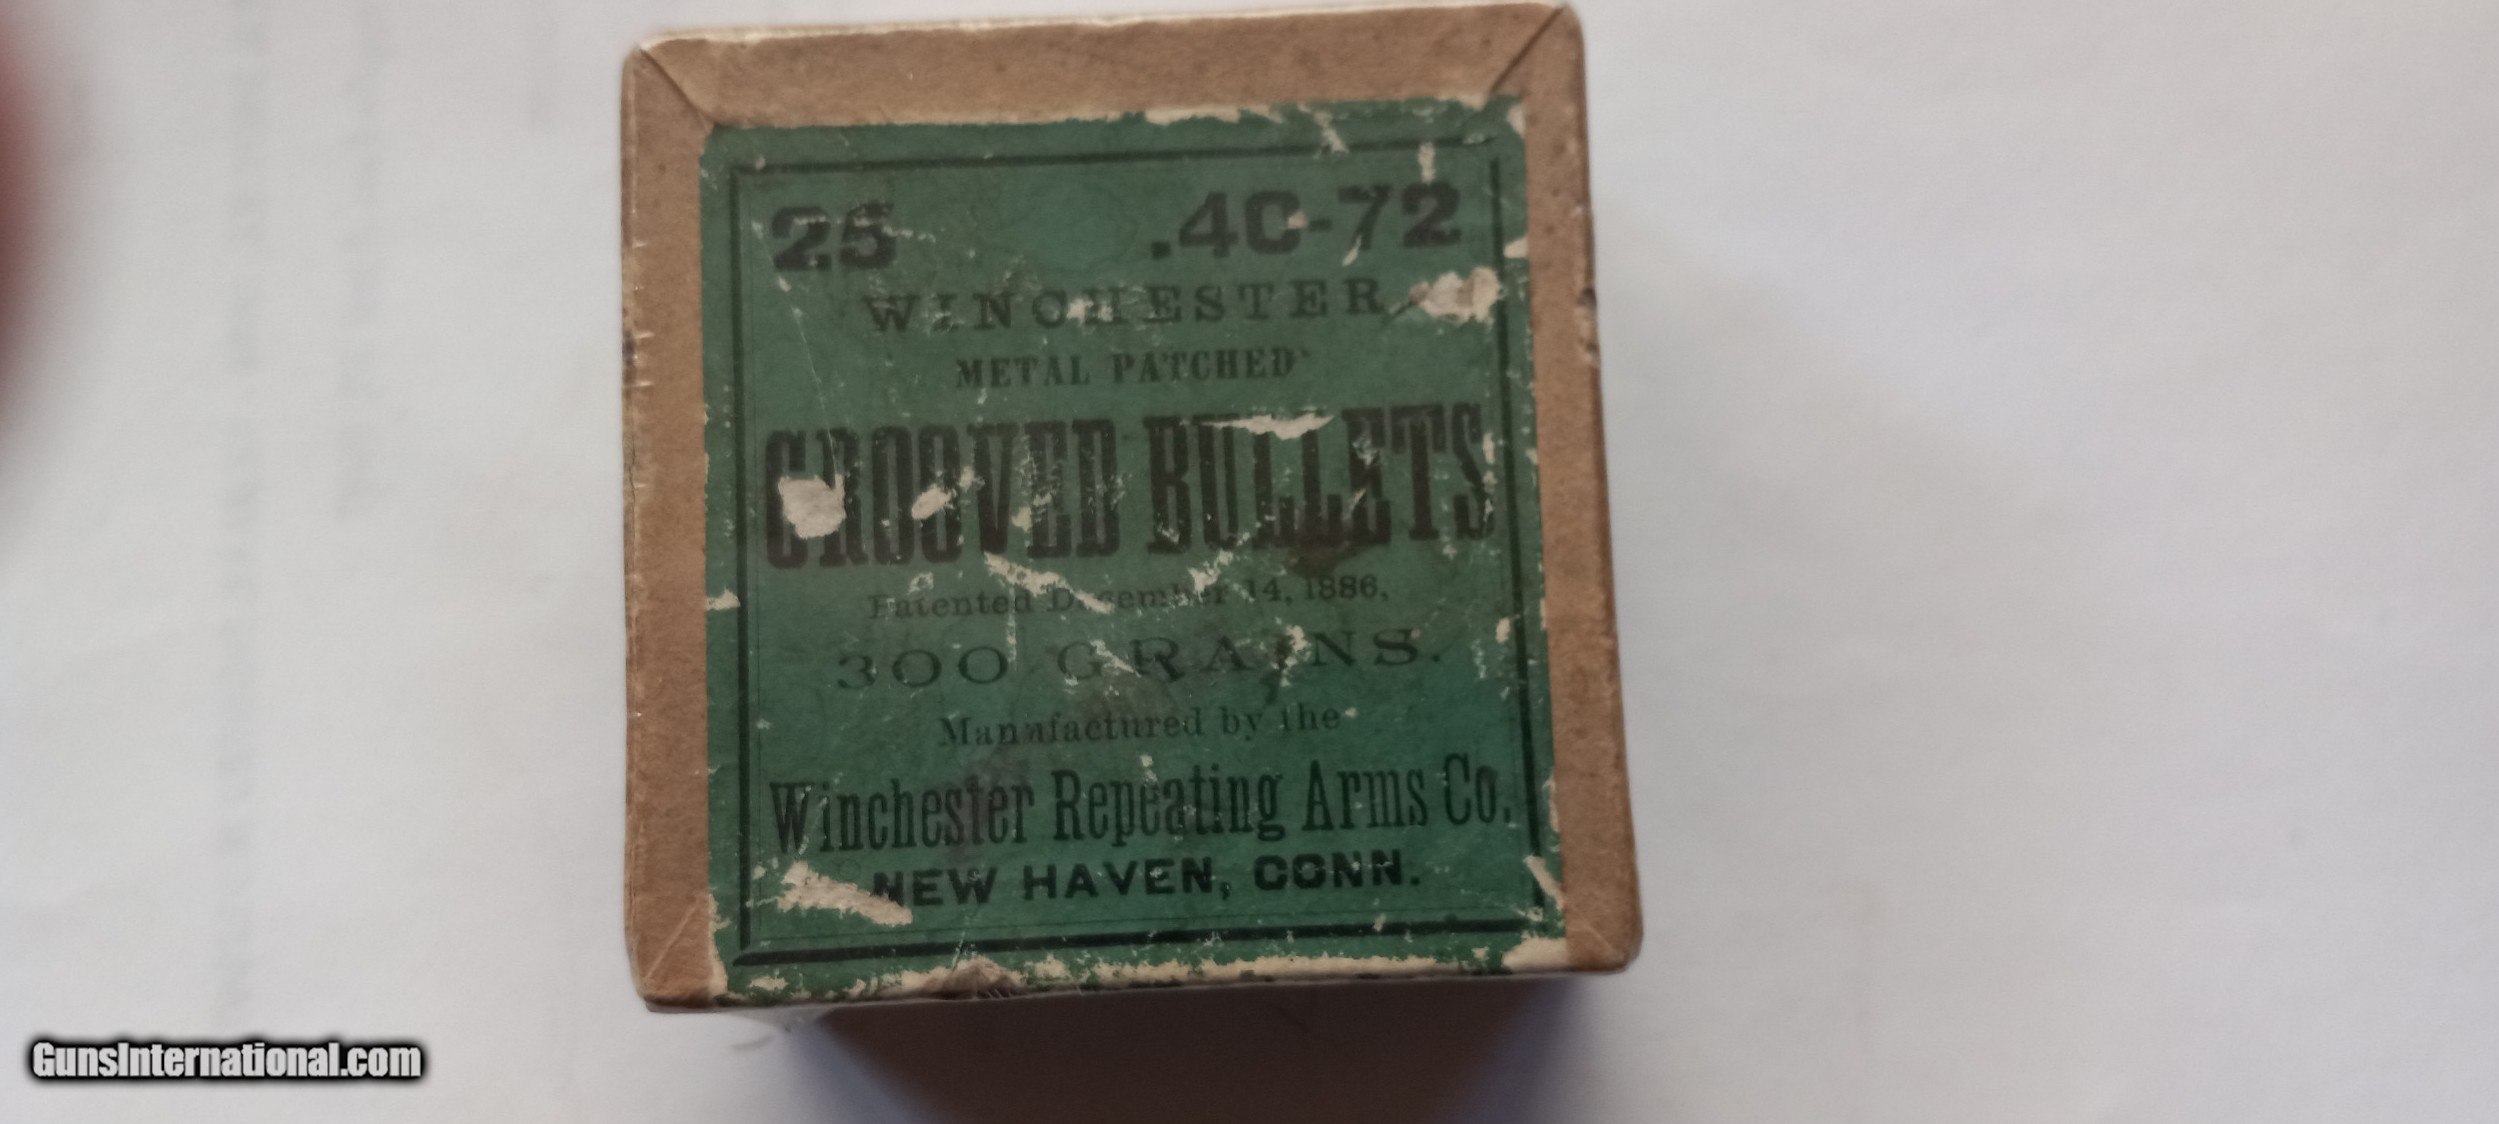 25 .40-72
WINCHESTER
METAL PATCHED
GROOVED BULLETS
Patented December 14, 1886.
300 GRAINS.
Manufactured by the
Winchester Repeating Arms Co.
NEW HAVEN, CONN.
GunsInternational.com